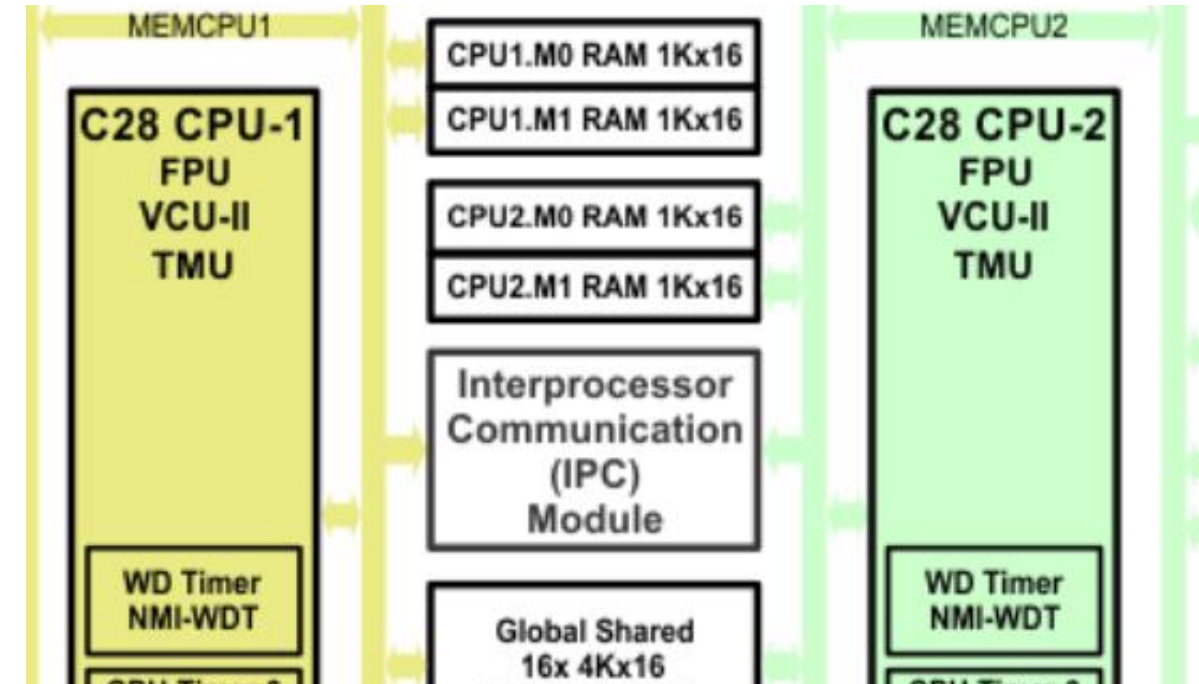 MEMCPU1
MEMCPU2
CPU1.M0 RAM 1Kx16
CPU1.M1 RAM 1Kx16
C28 CPU-1
FPU
VCU-II
TMU
C28 CPU-2
FPU
VCU-II
TMU
CPU2.M0 RAM 1Kx16
CPU2.M1 RAM 1Kx16
Interprocessor
Communication
(IPC)
Module
WD Timer
NMI-WDT
WD Timer
NMI-WDT
Global Shared
16x 4Kx16